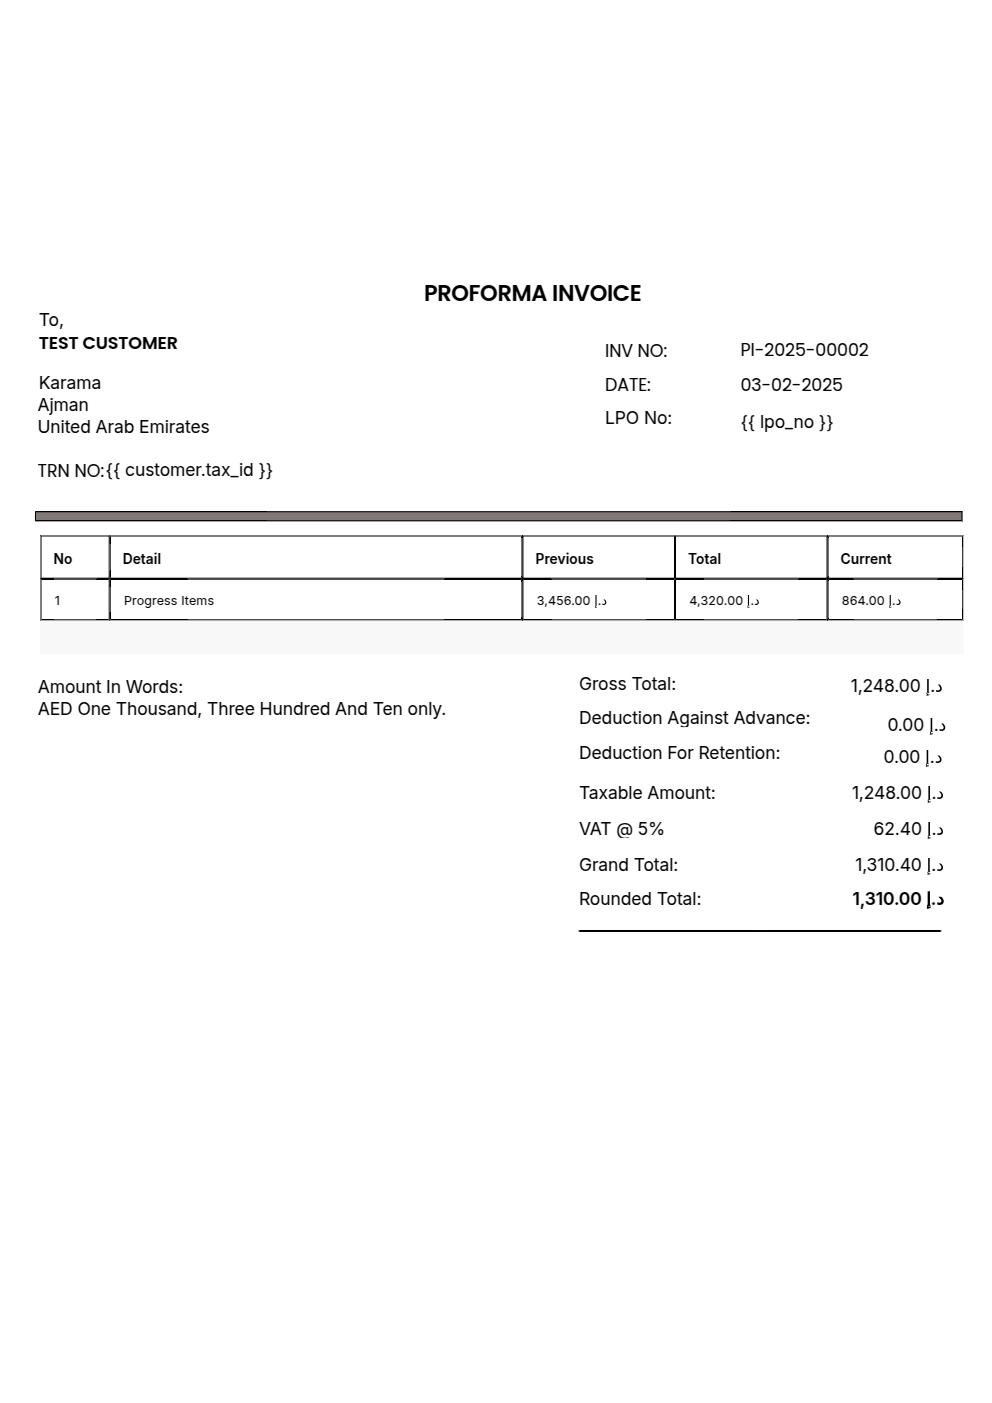 PROFORMA INVOICE
To,
TEST CUSTOMER
INV NO: PI-2025-00002
Karama
DATE: 03-02-2025
Ajman
LPO No: {{ lpo_no }}
United Arab Emirates
TRN NO:{{ customer.tax_id }}
No Detail Previous Total Current
1 Progress Items 3,456.00 د.إ 4,320.00 د.إ 864.00 د.إ
Amount In Words:
AED One Thousand, Three Hundred And Ten only.
Gross Total: 1,248.00 د.إ
Deduction Against Advance: 0.00 د.إ
Deduction For Retention: 0.00 د.إ
Taxable Amount: 1,248.00 د.إ
VAT @ 5% 62.40 د.إ
Grand Total: 1,310.40 د.إ
Rounded Total: 1,310.00 د.إ